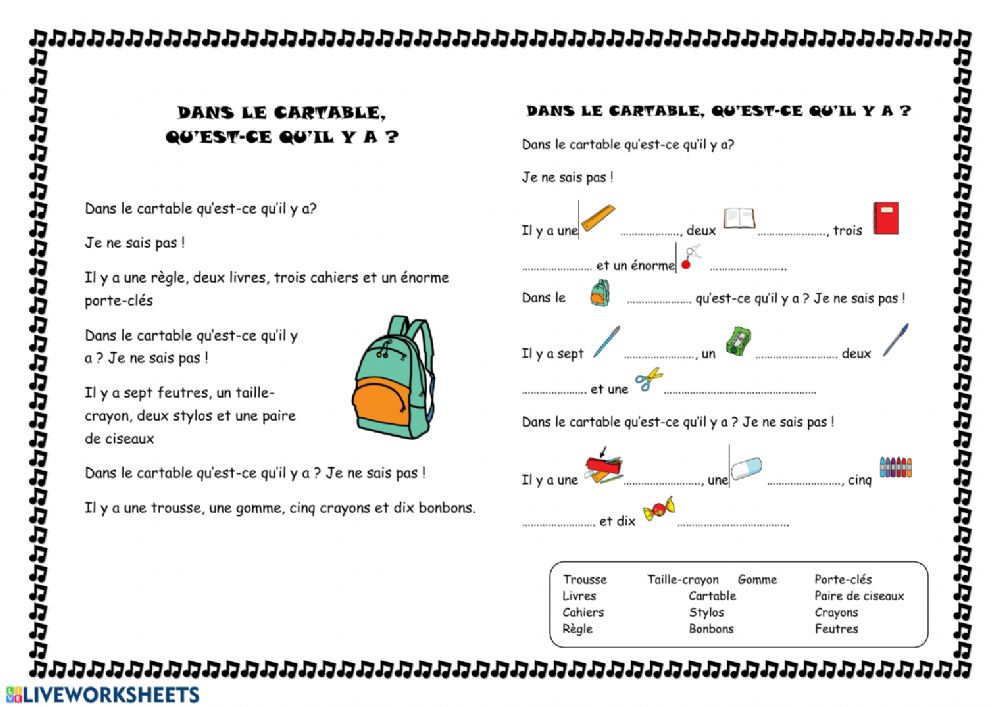 DANS LE CARTABLE,
QU'EST-CE QU'IL Y A ?
Dans le cartable qu'est-ce qu'il y a?
Je ne sais pas !
Il y a une règle, deux livres, trois cahiers et un énorme
porte-clés
Dans le cartable qu'est-ce qu'il y
a ? Je ne sais pas !
Il y a sept feutres, un taille-
crayon, deux stylos et une paire
de ciseaux
Dans le cartable qu'est-ce qu'il y a ? Je ne sais pas !
Il y a une trousse, une gomme, cinq crayons et dix bonbons.
DANS LE CARTABLE, QU'EST-CE QU'IL Y A ?
Dans le cartable qu'est-ce qu'il y a?
Je ne sais pas !
Il y a une ...................., deux ...................., trois
...................... et un énorme ......................
Dans le ...................... qu'est-ce qu'il y a ? Je ne sais pas !
Il y a sept ...................., un ........................ deux
.................... et une ................................................
Dans le cartable qu'est-ce qu'il y a ? Je ne sais pas !
Il y a une ......................, une ......................, cinq
...................... et dix ................................
Trousse Taille-crayon Gomme Porte-clés
Livres Cartable Paire de ciseaux
Cahiers Stylos Crayons
Règle Bonbons Feutres
LIVEWORKSHEETS